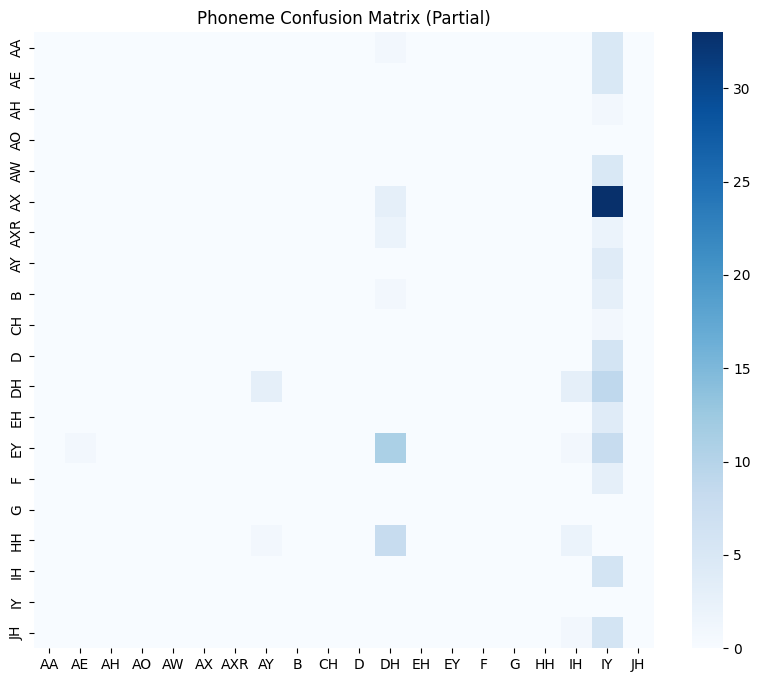 Phoneme Confusion Matrix (Partial)
AA
AE
AH
AO
AW
AX
AXR
AY
B
CH
D
DH
EH
EY
F
G
HH
IH
IY
JH
AA AE AH AO AW AX AXR AY B CH D DH EH EY F G HH IH IY JH
30
25
20
15
10
5
0